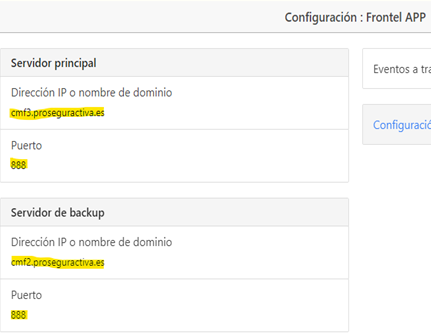 Configuración : Frontel APP
Servidor principal
Dirección IP o nombre de dominio
cmf3.proseguractiva.es
Puerto
888
Servidor de backup
Dirección IP o nombre de dominio
cmf2.proseguractiva.es
Puerto
888
Eventos a tra
Configuració